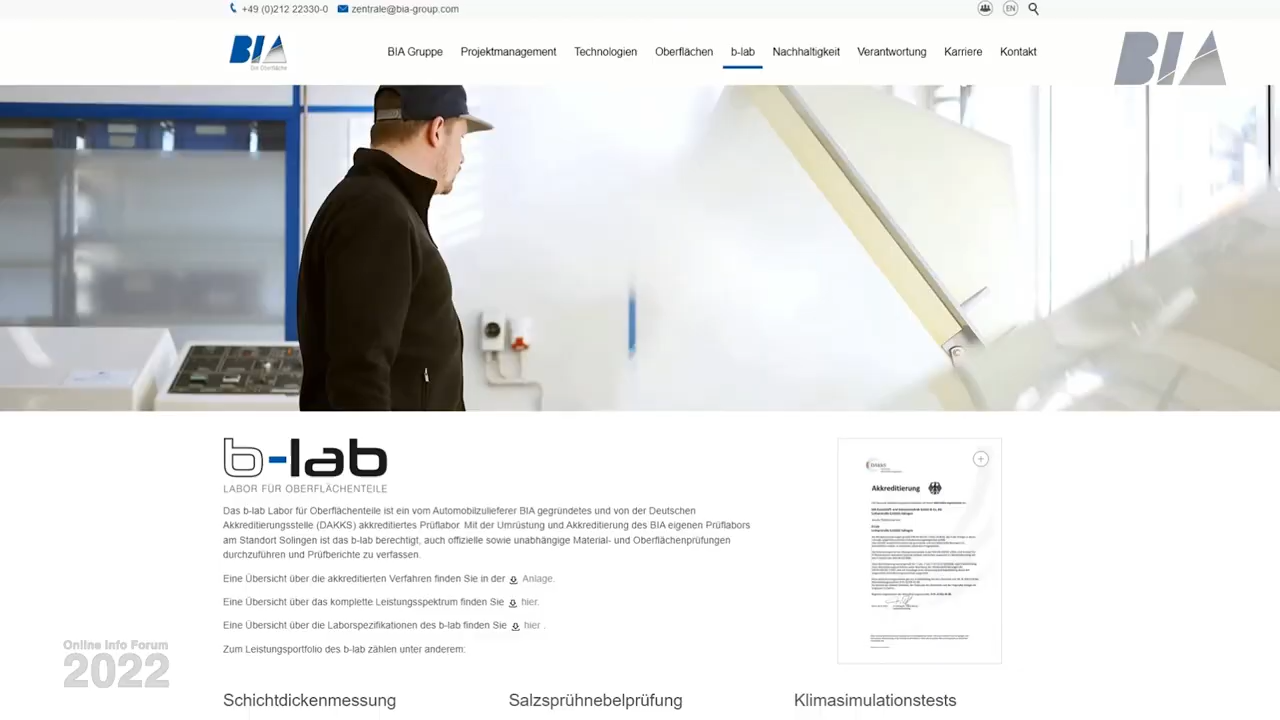 +49 (0)212 22330-0 zentrale@bia-group.com EN
BIA
Die Oberfläche
BIA Gruppe Projektmanagement Technologien Oberflächen b-lab Nachhaltigkeit Verantwortung Karriere Kontakt
BIA
b-lab
LABOR FÜR OBERFLÄCHENTEILE
Das b-lab Labor für Oberflächenteile ist ein vom Automobilzulieferer BIA gegründetes und von der Deutschen
Akkreditierungsstelle (DAKKS) akkreditiertes Prüflabor. Mit der Umrüstung und Akkreditierung des BIA eigenen Prüflabors
am Standort Solingen ist das b-lab berechtigt, auch offizielle sowie unabhängige Material- und Oberflächenprüfungen
durchzuführen und Prüfberichte zu verfassen.
Eine Übersicht über die akkreditierten Verfahren finden Sie in der Anlage.
Eine Übersicht über das komplette Leistungsspektrum finden Sie hier.
Eine Übersicht über die Laborspezifikationen des b-lab finden Sie hier .
Zum Leistungsportfolio des b-lab zählen unter anderem:
DAkkS
Akkreditierung
Online Info Forum
2022
Schichtdickenmessung Salzsprühnebelprüfung Klimasimulationstests